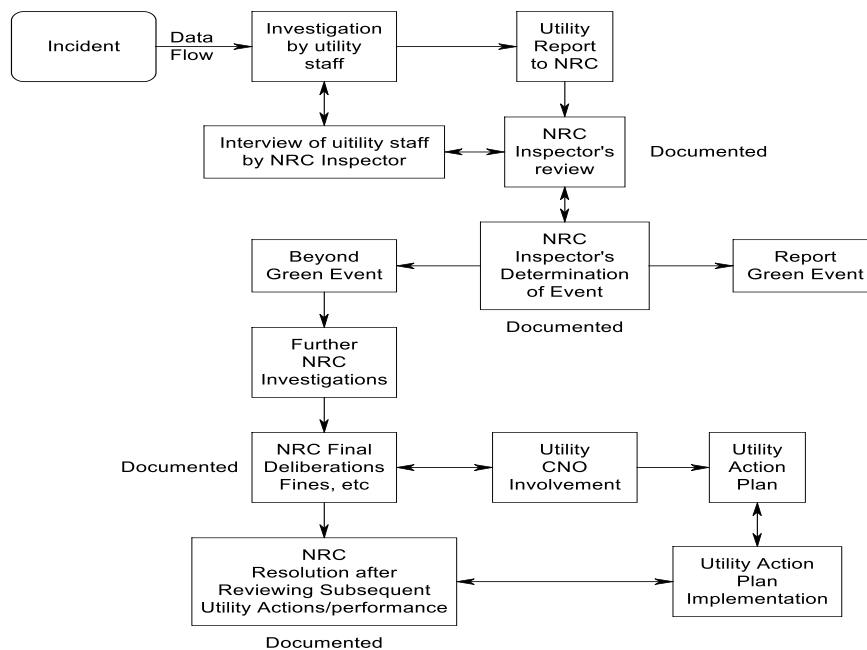 Incident
Data
Flow
Investigation
by utility
staff
Utility
Report
to NRC
Interview of uitility staff
by NRC Inspector
NRC
Inspector's
review
Documented
Beyond
Green Event
NRC
Inspector's
Determination
of Event
Report
Green Event
Documented
Further
NRC
Investigations
Documented
NRC Final
Deliberations
Fines, etc
Utility
CNO
Involvement
Utility
Action
Plan
NRC
Resolution after
Reviewing Subsequent
Utility Actions/performance
Utility Action
Plan
Implementation
Documented